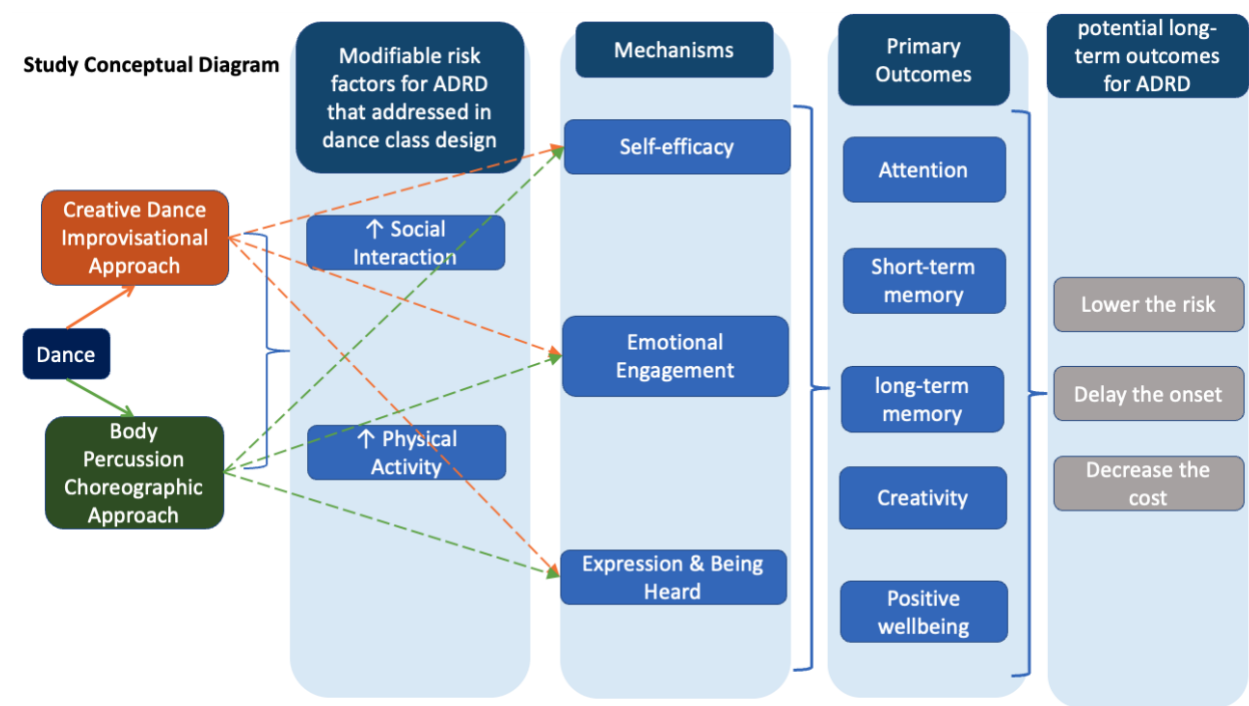 Study Conceptual Diagram
Dance
Creative Dance
Improvisational
Approach
Body
Percussion
Choreographic
Approach
Modifiable risk
factors for ADRD
that addressed in
dance class design
↑ Social
Interaction
↑ Physical
Activity
Mechanisms
Self-efficacy
Emotional
Engagement
Expression & Being
Heard
Primary
Outcomes
Attention
Short-term
memory
long-term
memory
Creativity
Positive
wellbeing
potential long-
term outcomes
for ADRD
Lower the risk
Delay the onset
Decrease the
cost